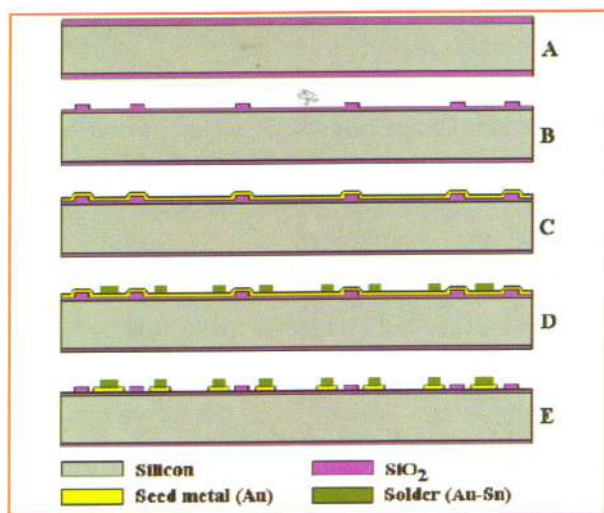 A
B
C
D
E
Silicon
SiO₂
Seed metal (Au)
Solder (Au-Sn)